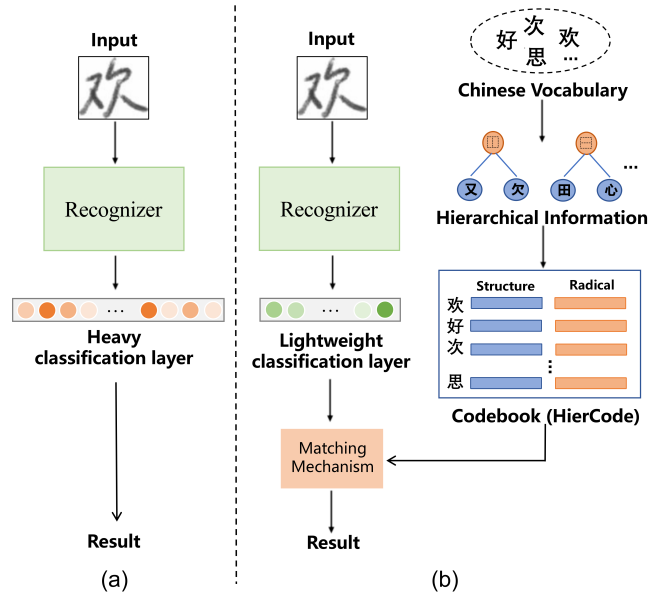 Input
欢
Recognizer
...
Heavy
classification layer
Result
(a)
Input
欢
Recognizer
...
Lightweight
classification layer
Matching
Mechanism
Result
好 次 欢
思 ...
Chinese Vocabulary
又 欠 田 心 ...
Hierarchical Information
Structure Radical
欢
好
次
...
思
Codebook (HierCode)
(b)